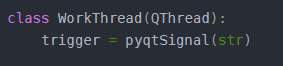 class WorkThread(QThread):
    trigger = pyqtSignal(str)